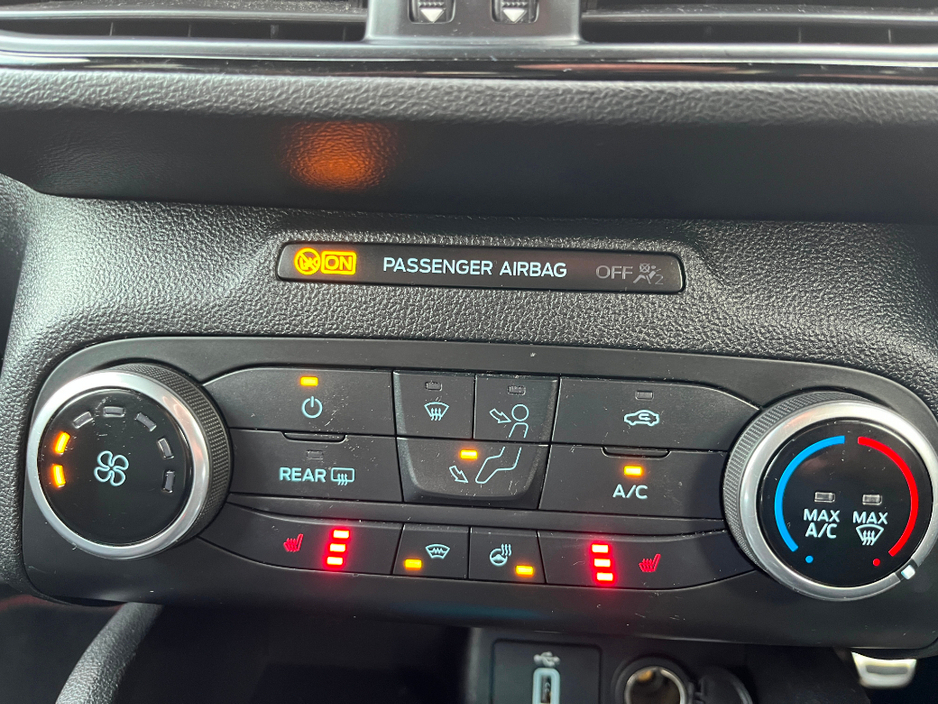 ON PASSENGER AIRBAG OFF
REAR
A/C
MAX A/C
MAX